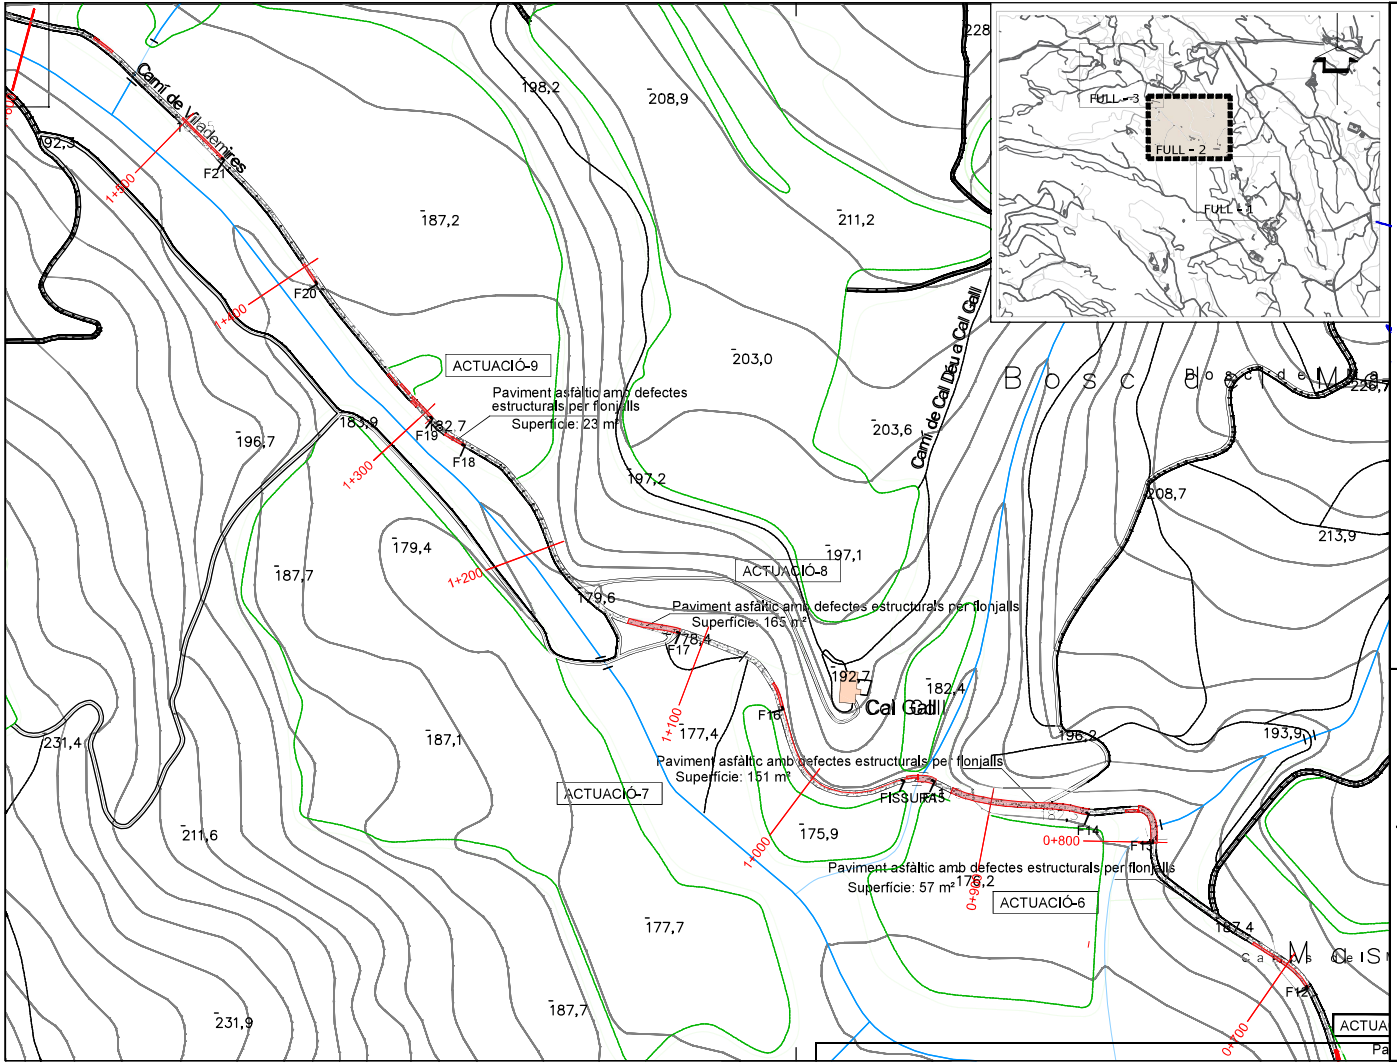 228
198,2
208,9
Camí de Vilademires
92,3
F21
1+500
187,2
211,2
FULL - 3
FULL - 2
FULL - 1
F20
1+400
Camí de Cal Déu a Cal Gall
203,0
ACTUACIÓ-9
Paviment asfàltic amb defectes
estructurals per flonjalls
Superfície: 23 m²
183,9
182,7
F19
F18
1+300
196,7
203,6
197,2
208,7
213,9
179,4
187,7
1+200
197,1
ACTUACIÓ-8
179,6
Paviment asfàltic amb defectes estructurals per flonjalls
Superfície: 165 m²
178,4
F17
192,7
Cal Gall
182,4
F16
1+100
177,4
187,1
231,4
196,2
193,9
Paviment asfàltic amb defectes estructurals per flonjalls
Superfície: 151 m²
ACTUACIÓ-7
FISSURA
F15
F14
F13
0+800
175,9
211,6
1+000
Paviment asfàltic amb defectes estructurals per flonjalls
Superfície: 57 m²
176,2
0+900
ACTUACIÓ-6
177,7
187,4
F12
187,7
231,9
0+700
ACTUA
Pa